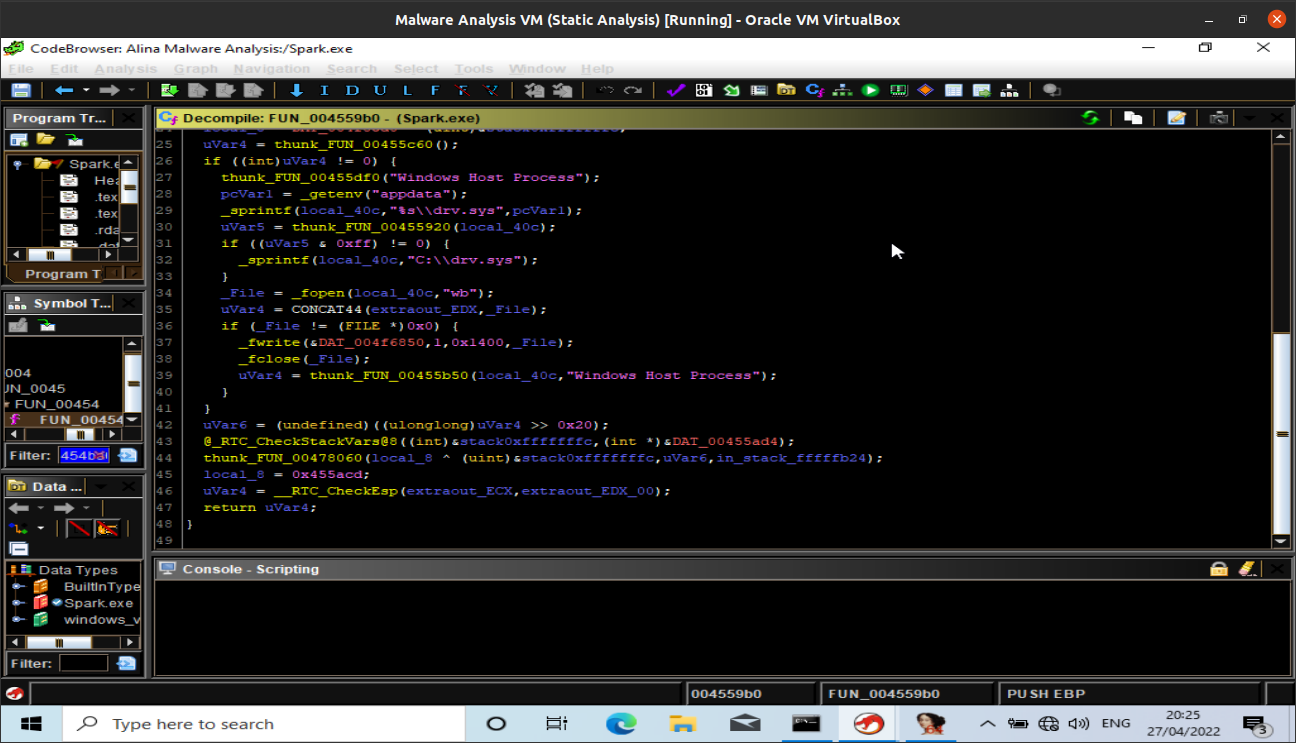 Malware Analysis VM (Static Analysis) [Running] - Oracle VM VirtualBox
CodeBrowser: Alina Malware Analysis:/Spark.exe
File Edit Analysis Graph Navigation Search Select Tools Window Help
I D U L F
Program Tr...
Spark.e
Hea
.tex
.tex
.rda
.dat
Program T
Symbol T...
004
UN_0045
FUN_00454
FUN_00454
Filter:
Data ...
Data Types
BuiltInType
Spark.exe
windows_v
Filter:
Decompile: FUN_004559b0 - (Spark.exe)
25 uVar4 = thunk_FUN_00455c60();
26 if ((int)uVar4 != 0) {
27 thunk_FUN_00455df0("Windows Host Process");
28 pcVar1 = _getenv("appdata");
29 _sprintf(local_40c,"%s\\drv.sys",pcVar1);
30 uVar5 = thunk_FUN_00455920(local_40c);
31 if ((uVar5 & 0xff) != 0) {
32 _sprintf(local_40c,"C:\\drv.sys");
33 }
34 _File = _fopen(local_40c,"wb");
35 uVar4 = CONCAT44(extraout_EDX,_File);
36 if (_File != (FILE *)0x0) {
37 _fwrite(&DAT_004f6850,1,0x1400,_File);
38 _fclose(_File);
39 uVar4 = thunk_FUN_00455b50(local_40c,"Windows Host Process");
40 }
41 }
42 uVar6 = (undefined)((ulonglong)uVar4 >> 0x20);
43 @_RTC_CheckStackVars@8((int)&stack0xfffffffc,(int *)&DAT_00455ad4);
44 thunk_FUN_00478060(local_8 ^ (uint)&stack0xfffffffc,uVar6,in_stack_fffffb24);
45 local_8 = 0x455acd;
46 uVar4 = __RTC_CheckEsp(extraout_ECX,extraout_EDX_00);
47 return uVar4;
48 }
49
Console - Scripting
004559b0
FUN_004559b0
PUSH EBP
Type here to search
ENG
20:25
27/04/2022
3